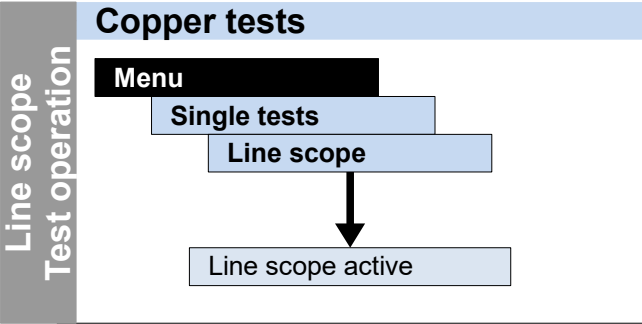 Copper tests
Line scope
Test operation
Menu
Single tests
Line scope
Line scope active